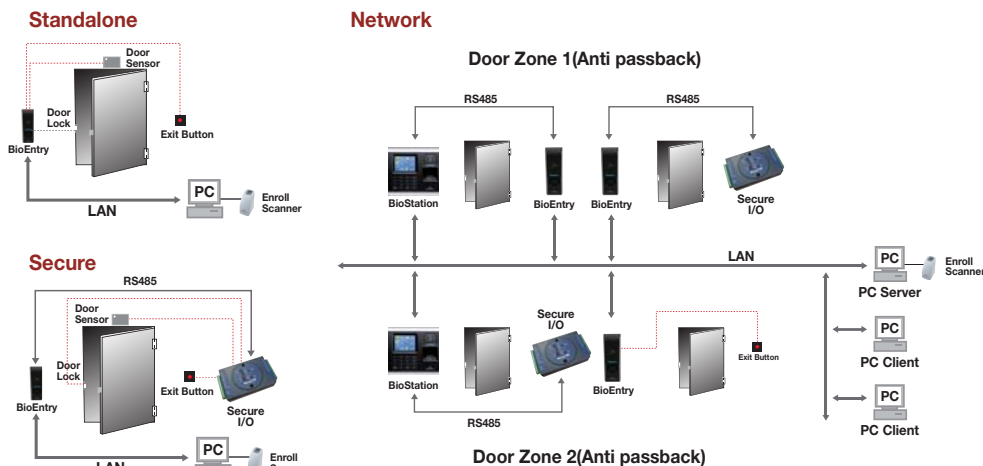 Standalone
Door
Sensor
Door
Lock
BioEntry
Exit Button
LAN
PC
Enroll
Scanner
Secure
RS485
Door
Sensor
Door
Lock
BioEntry
Exit Button
Secure
I/O
LAN
PC
Enroll
Network
Door Zone 1(Anti passback)
RS485
RS485
BioStation
BioEntry
BioEntry
Secure
I/O
LAN
PC
Enroll
Scanner
PC Server
PC
PC Client
PC
PC Client
BioStation
Secure
I/O
BioEntry
Exit Button
RS485
Door Zone 2(Anti passback)